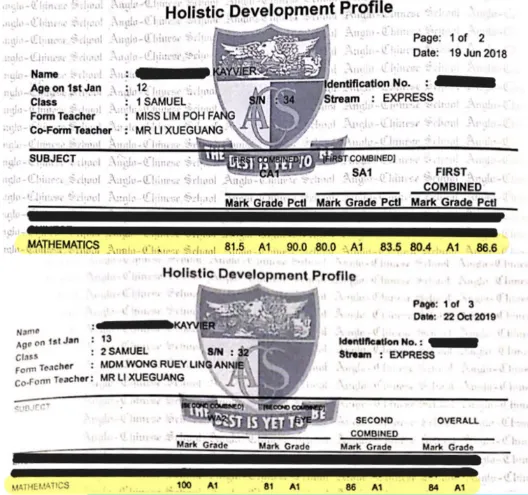 Holistic Development Profile
Page: 1 of 2
Date: 19 Jun 2018
Name : KAYVIER
Age on 1st Jan : 12 Identification No. :
Class : 1 SAMUEL S/N : 34 Stream : EXPRESS
Form Teacher : MISS LIM POH FANG
Co-Form Teacher : MR LI XUEGUANG
THE BEST IS YET TO BE
SUBJECT [FIRST COMBINED] [FIRST COMBINED]
CA1 SA1 FIRST COMBINED
Mark Grade Pctl Mark Grade Pctl Mark Grade Pctl
MATHEMATICS 81.5 A1 90.0 80.0 A1 83.5 80.4 A1 86.6
Holistic Development Profile
Page: 1 of 3
Date: 22 Oct 2019
Name : KAYVIER
Age on 1st Jan : 13 Identification No. :
Class : 2 SAMUEL S/N : 32 Stream : EXPRESS
Form Teacher : MDM WONG RUEY LING ANNIE
Co-Form Teacher : MR LI XUEGUANG
SUBJECT [SECOND COMBINED] [SECOND COMBINED]
THE BEST IS YET TO BE
EYE SECOND COMBINED OVERALL
Mark Grade Mark Grade Mark Grade Mark Grade
MATHEMATICS 100 A1 81 A1 86 A1 84 A1